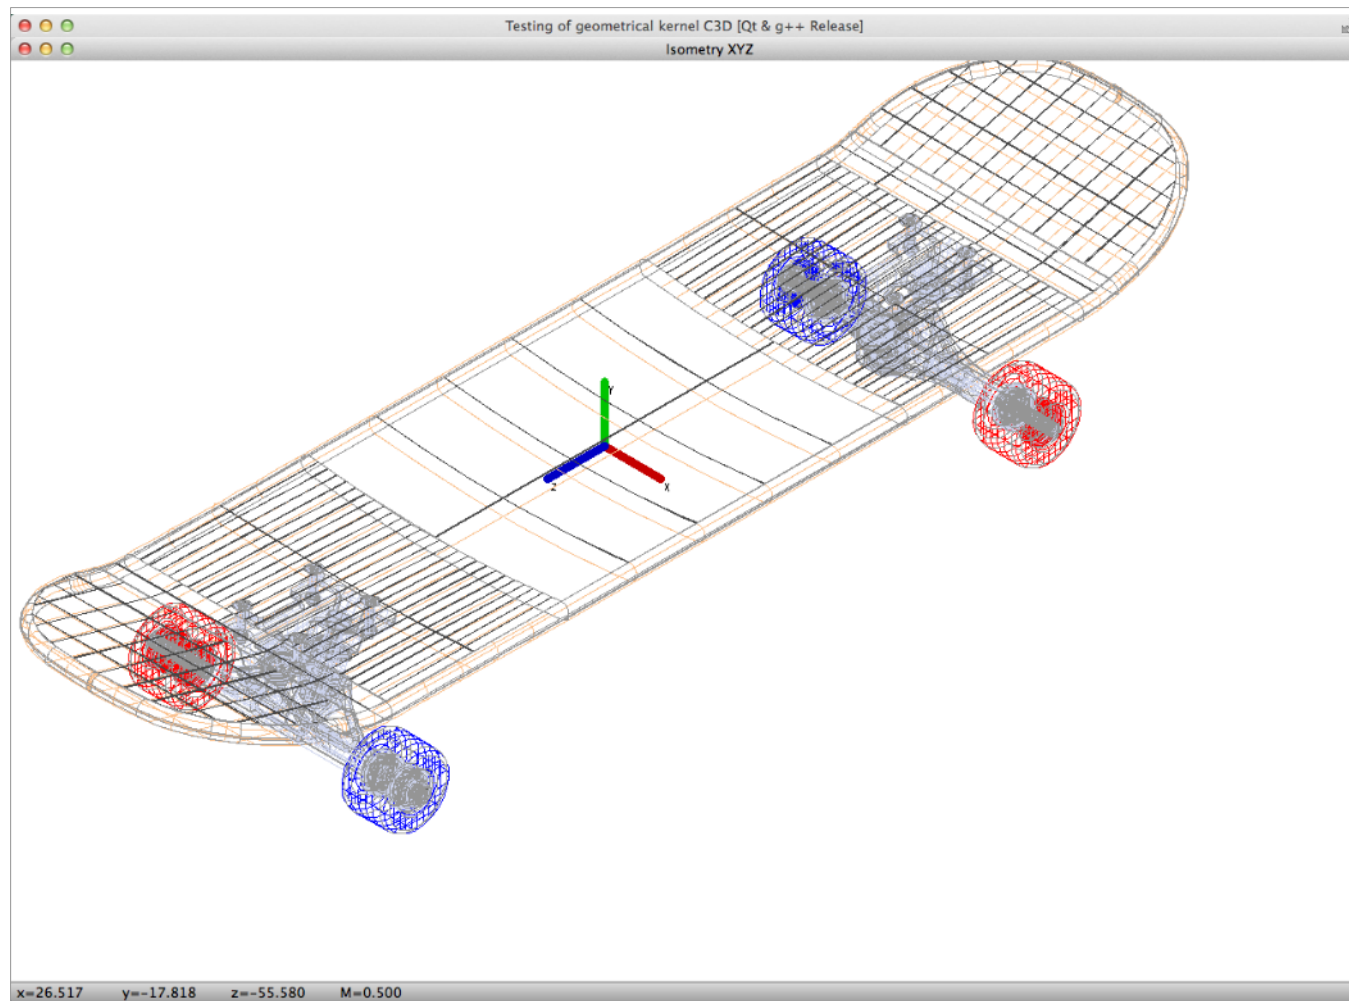 Testing of geometrical kernel C3D [Qt & g++ Release]
Isometry XYZ
Y
Z
X
x=26.517 y=-17.818 z=-55.580 M=0.500